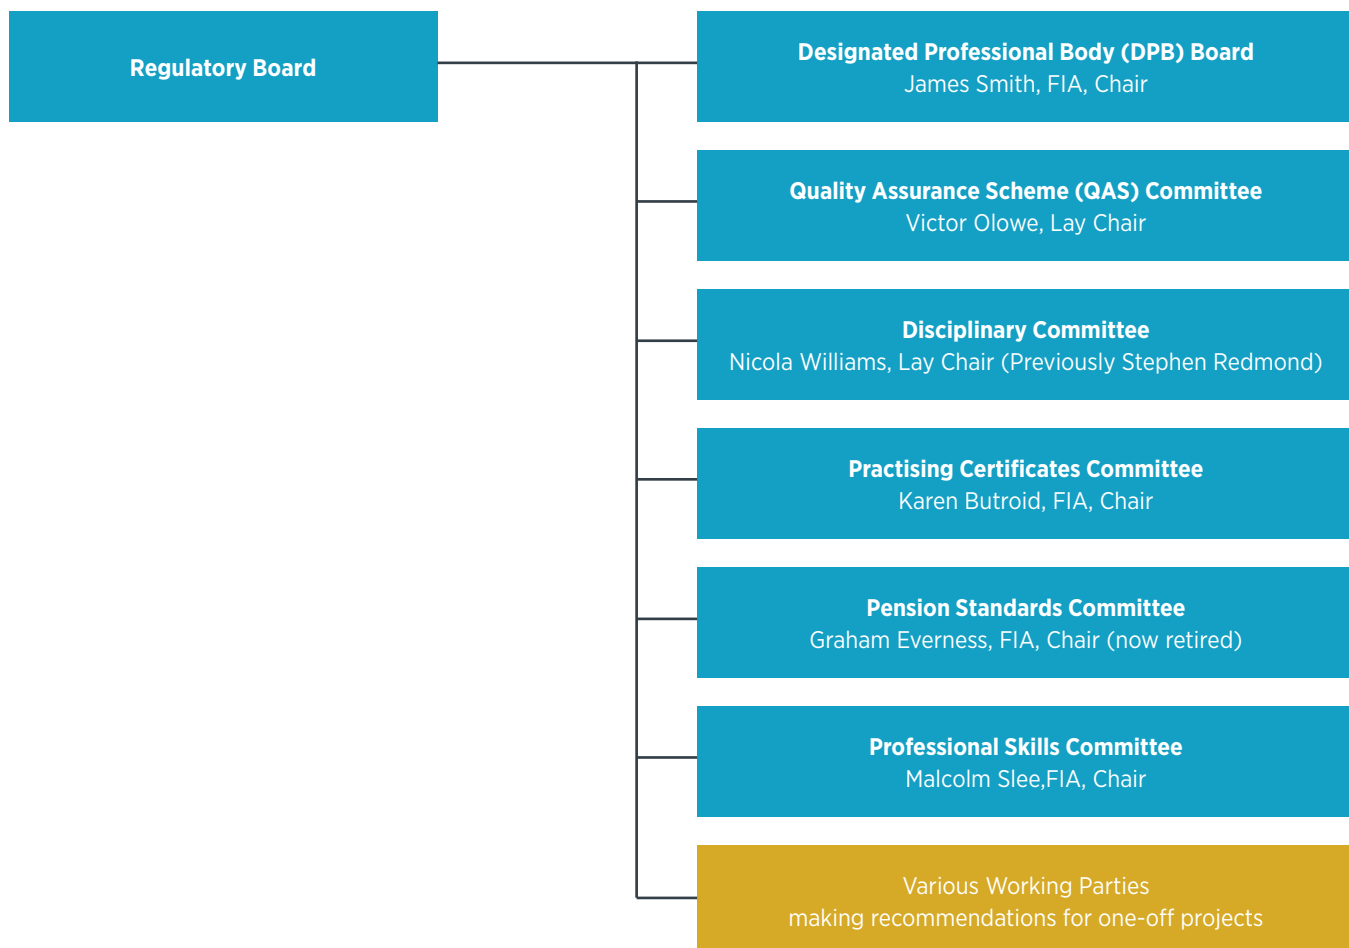 Regulatory Board
Designated Professional Body (DPB) Board
James Smith, FIA, Chair
Quality Assurance Scheme (QAS) Committee
Victor Olowe, Lay Chair
Disciplinary Committee
Nicola Williams, Lay Chair (Previously Stephen Redmond)
Practising Certificates Committee
Karen Butroid, FIA, Chair
Pension Standards Committee
Graham Everness, FIA, Chair (now retired)
Professional Skills Committee
Malcolm Slee,FIA, Chair
Various Working Parties
making recommendations for one-off projects